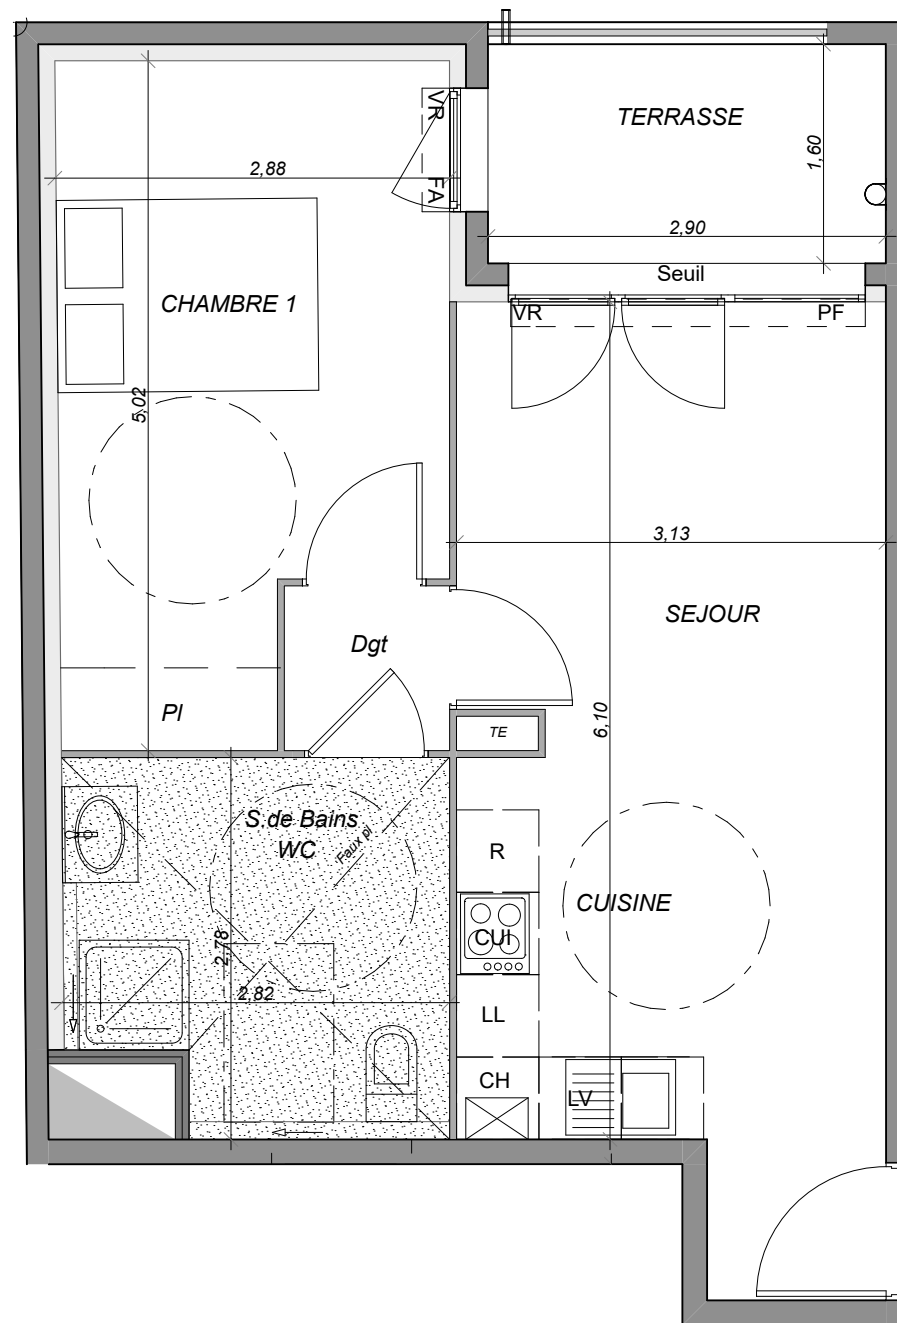 VR
FA
TERRASSE
1,60
2,88
2,90
Seuil
CHAMBRE 1
VR
PF
5,02
3,13
SEJOUR
Dgt
Pl
6,10
TE
S.de Bains
WC
Faux pl
R
CUISINE
CUI
2,78
2,82
LL
CH
LV